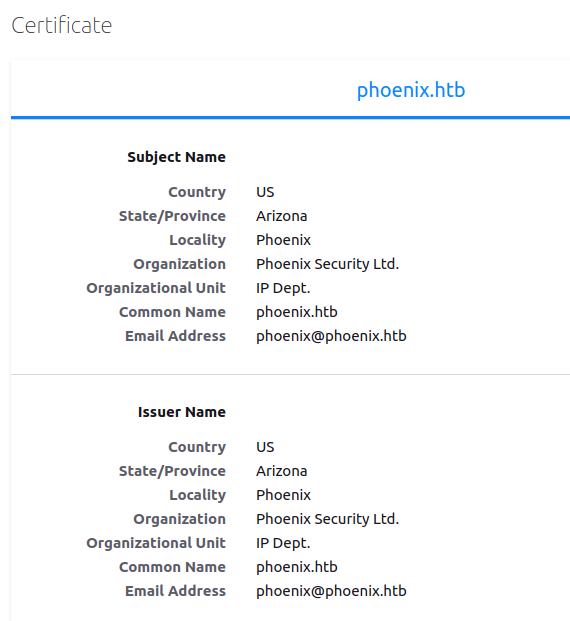 Certificate
phoenix.htb
Subject Name
Country US
State/Province Arizona
Locality Phoenix
Organization Phoenix Security Ltd.
Organizational Unit IP Dept.
Common Name phoenix.htb
Email Address phoenix@phoenix.htb
Issuer Name
Country US
State/Province Arizona
Locality Phoenix
Organization Phoenix Security Ltd.
Organizational Unit IP Dept.
Common Name phoenix.htb
Email Address phoenix@phoenix.htb